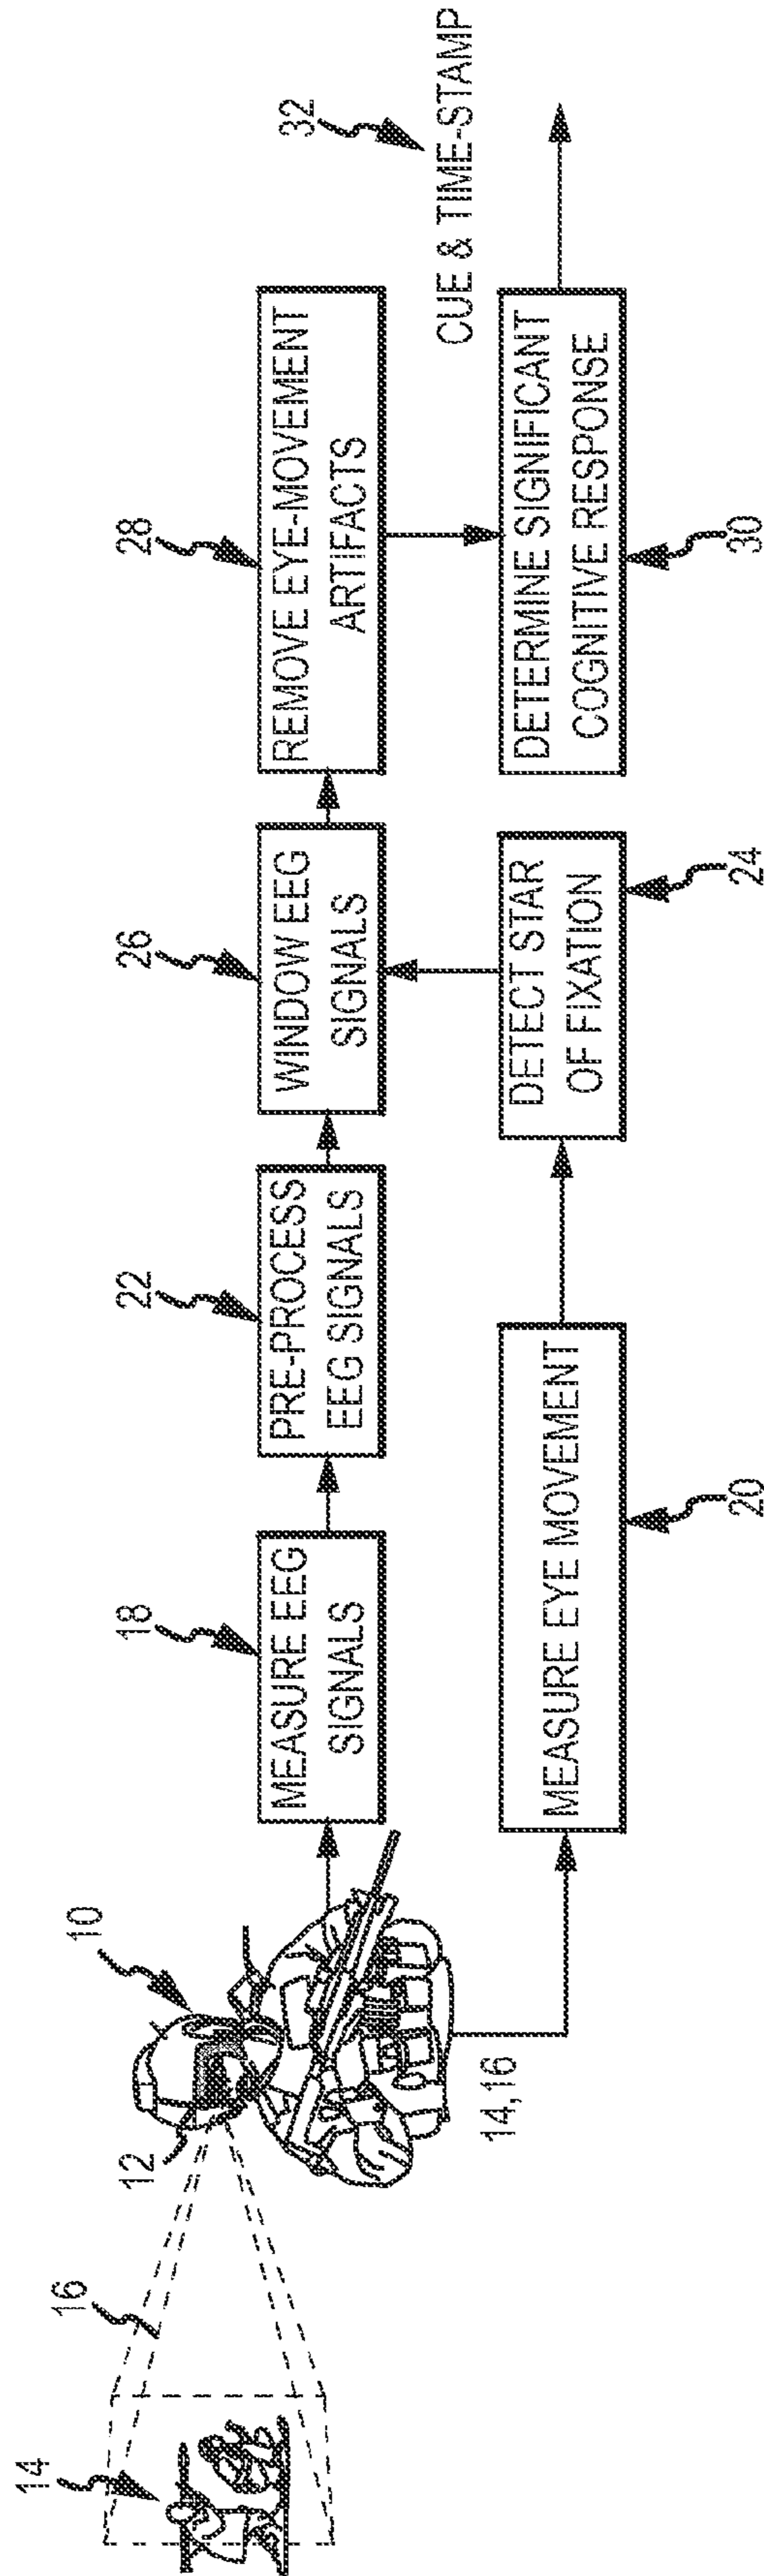 14
16
12
10
14,16
18
MEASURE EEG
SIGNALS
22
PRE-PROCESS
EEG SIGNALS
26
WINDOW EEG
SIGNALS
28
REMOVE EYE-MOVEMENT
ARTIFACTS
32
CUE & TIME-STAMP
MEASURE EYE MOVEMENT
20
DETECT STAR
OF FIXATION
24
DETERMINE SIGNIFICANT
COGNITIVE RESPONSE
30